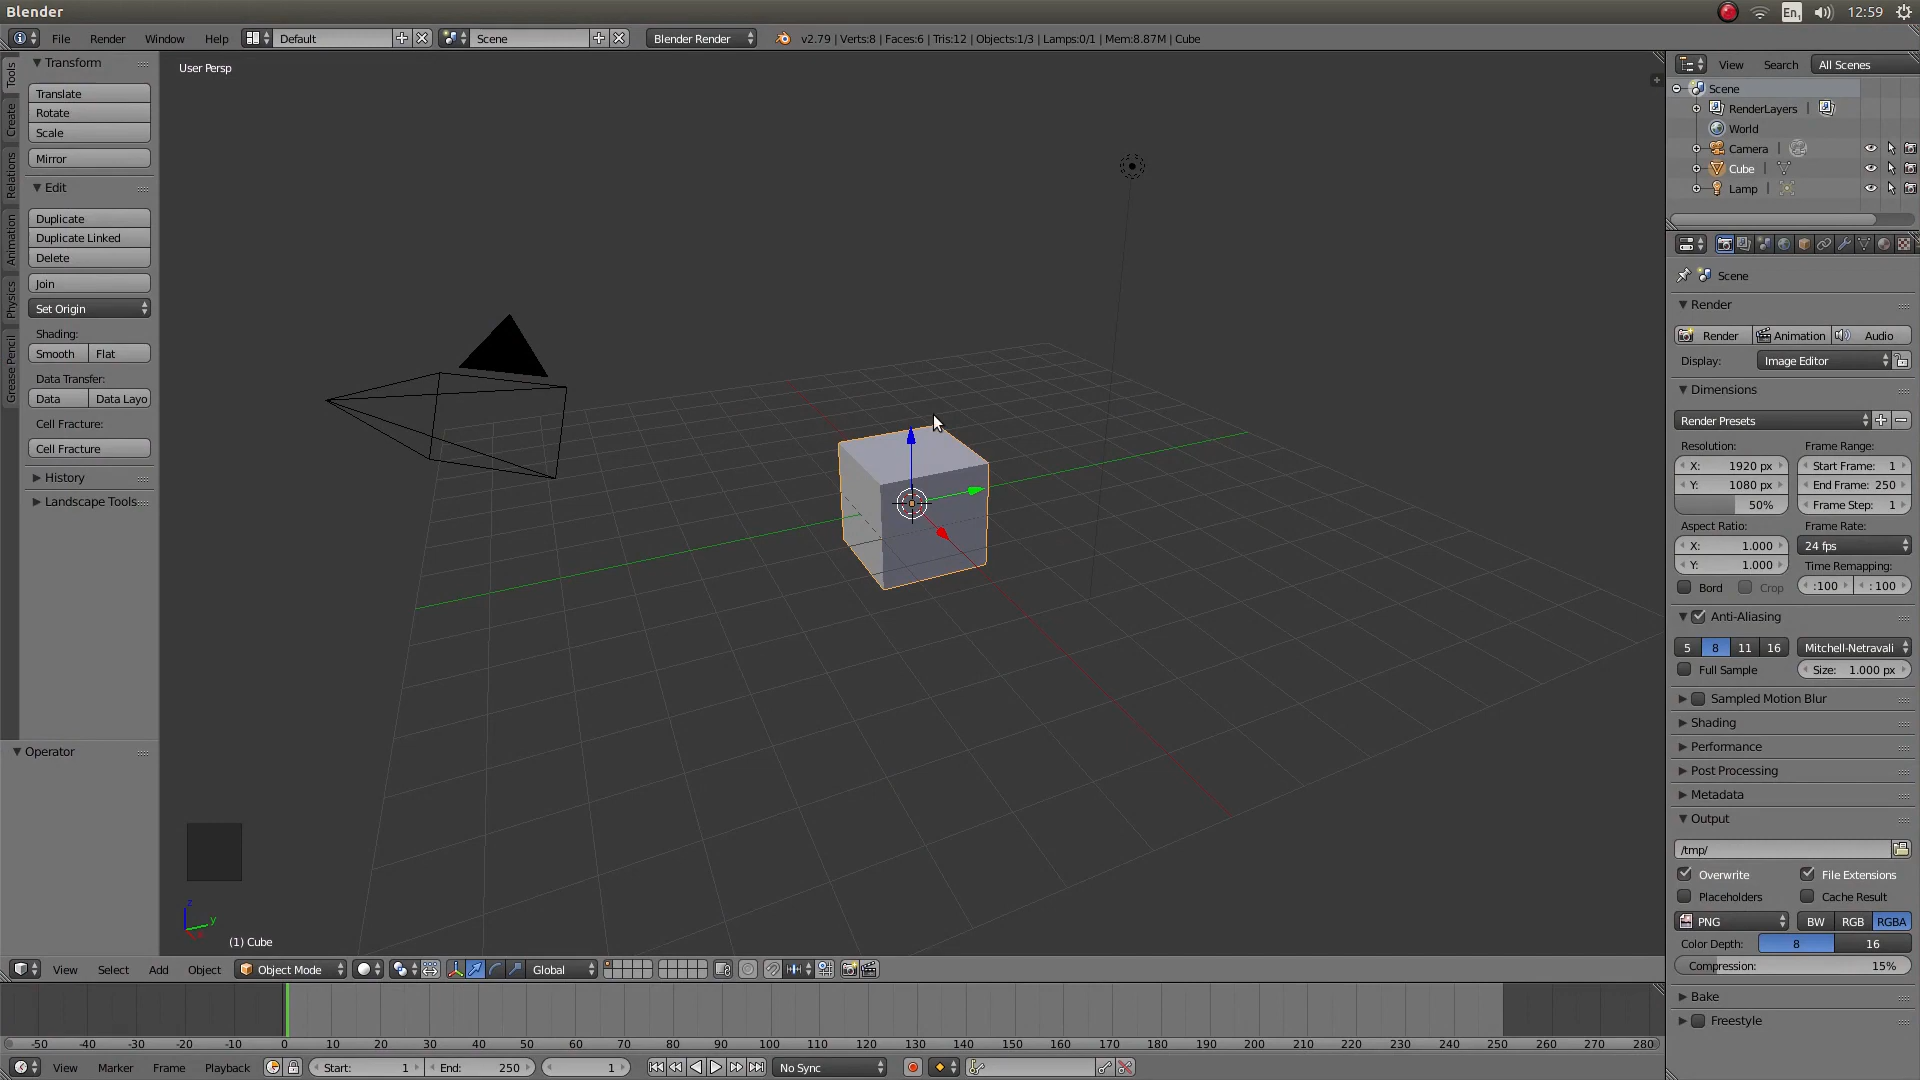 Blender
En1 12:59
File Render Window Help Default Scene Blender Render v2.79 | Verts:8 | Faces:6 | Tris:12 | Objects:1/3 | Lamps:0/1 | Mem:8.87M | Cube
Tools
Create
Relations
Animation
Physics
Grease Pencil
Transform
Translate
Rotate
Scale
Mirror
Edit
Duplicate
Duplicate Linked
Delete
Join
Set Origin
Shading:
Smooth Flat
Data Transfer:
Data Data Layo
Cell Fracture:
Cell Fracture
History
Landscape Tools
Operator
User Persp
z
y
(1) Cube
View Select Add Object Object Mode Global
-50 -40 -30 -20 -10 0 10 20 30 40 50 60 70 80 90 100 110 120 130 140 150 160 170 180 190 200 210 220 230 240 250 260 270 280
View Marker Frame Playback Start: 1 End: 250 1 No Sync
View Search All Scenes
Scene
RenderLayers |
World
Camera |
Cube |
Lamp |
Scene
Render
Render Animation Audio
Display: Image Editor
Dimensions
Render Presets
Resolution: Frame Range:
X: 1920 px Start Frame: 1
Y: 1080 px End Frame: 250
50% Frame Step: 1
Aspect Ratio: Frame Rate:
X: 1.000 24 fps
Y: 1.000 Time Remapping:
Bord Crop :100 : 100
Anti-Aliasing
5 8 11 16 Mitchell-Netravali
Full Sample Size: 1.000 px
Sampled Motion Blur
Shading
Performance
Post Processing
Metadata
Output
/tmp/
Overwrite File Extensions
Placeholders Cache Result
PNG BW RGB RGBA
Color Depth: 8 16
Compression: 15%
Bake
Freestyle